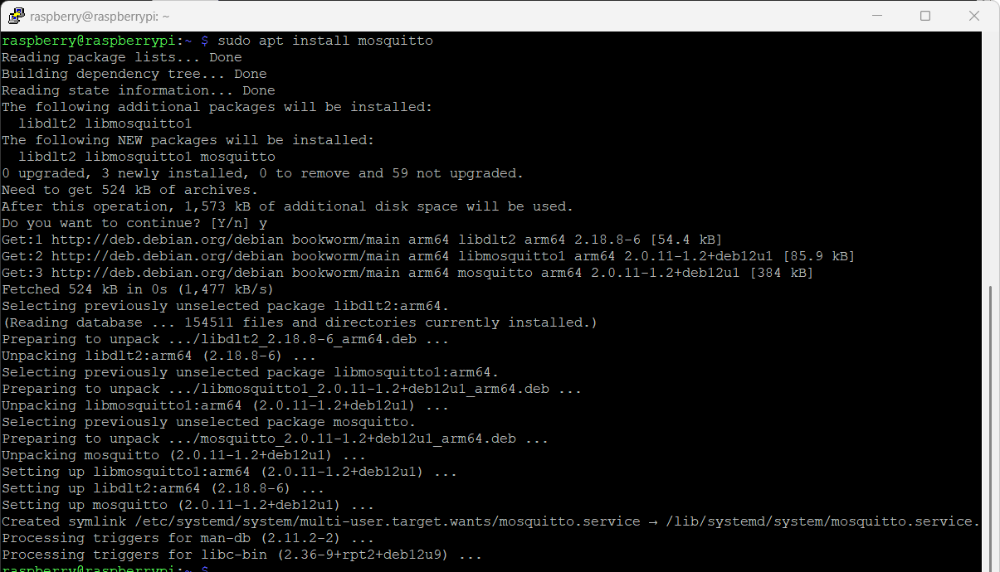 raspberry@raspberrypi: ~
raspberry@raspberrypi:~ $ sudo apt install mosquitto
Reading package lists... Done
Building dependency tree... Done
Reading state information... Done
The following additional packages will be installed:
  libdlt2 libmosquitto1
The following NEW packages will be installed:
  libdlt2 libmosquitto1 mosquitto
0 upgraded, 3 newly installed, 0 to remove and 59 not upgraded.
Need to get 524 kB of archives.
After this operation, 1,573 kB of additional disk space will be used.
Do you want to continue? [Y/n] y
Get:1 http://deb.debian.org/debian bookworm/main arm64 libdlt2 arm64 2.18.8-6 [54.4 kB]
Get:2 http://deb.debian.org/debian bookworm/main arm64 libmosquitto1 arm64 2.0.11-1.2+deb12u1 [85.9 kB]
Get:3 http://deb.debian.org/debian bookworm/main arm64 mosquitto arm64 2.0.11-1.2+deb12u1 [384 kB]
Fetched 524 kB in 0s (1,477 kB/s)
Selecting previously unselected package libdlt2:arm64.
(Reading database ... 154511 files and directories currently installed.)
Preparing to unpack .../libdlt2_2.18.8-6_arm64.deb ...
Unpacking libdlt2:arm64 (2.18.8-6) ...
Selecting previously unselected package libmosquitto1:arm64.
Preparing to unpack .../libmosquitto1_2.0.11-1.2+deb12u1_arm64.deb ...
Unpacking libmosquitto1:arm64 (2.0.11-1.2+deb12u1) ...
Selecting previously unselected package mosquitto.
Preparing to unpack .../mosquitto_2.0.11-1.2+deb12u1_arm64.deb ...
Unpacking mosquitto (2.0.11-1.2+deb12u1) ...
Setting up libmosquitto1:arm64 (2.0.11-1.2+deb12u1) ...
Setting up libdlt2:arm64 (2.18.8-6) ...
Setting up mosquitto (2.0.11-1.2+deb12u1) ...
Created symlink /etc/systemd/system/multi-user.target.wants/mosquitto.service → /lib/systemd/system/mosquitto.service.
Processing triggers for man-db (2.11.2-2) ...
Processing triggers for libc-bin (2.36-9+rpt2+deb12u9) ...
raspberry@raspberrypi:~ $